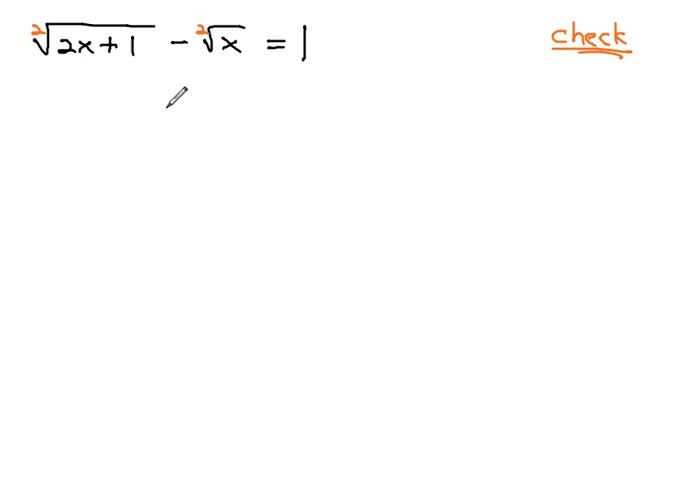 ²√(2x+1) - ²√x = 1
check